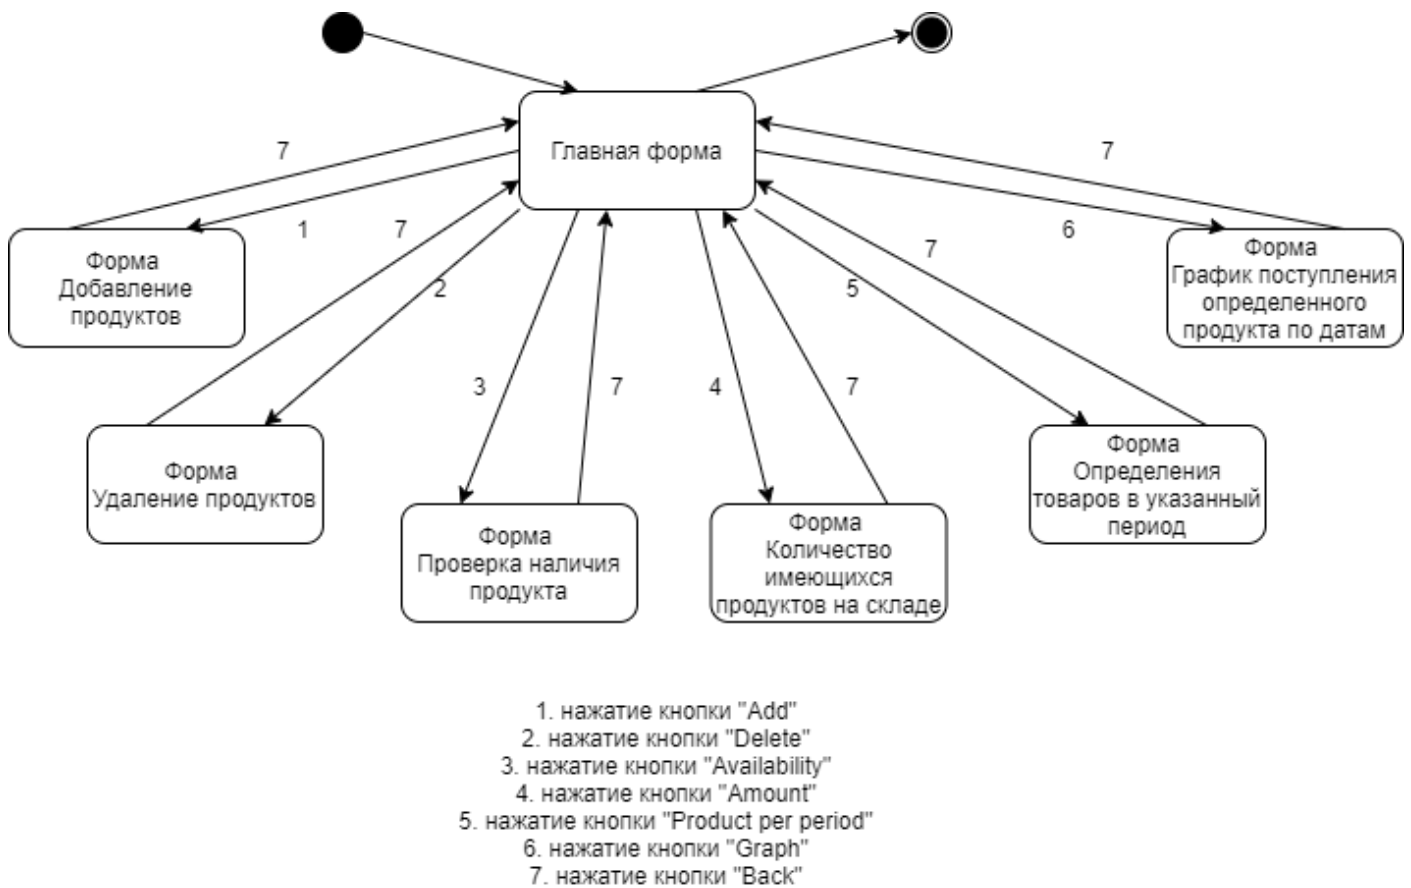 Главная форма
7
7
1
7
6
Форма
Добавление
продуктов
Форма
График поступления
определенного
продукта по датам
7
2
5
3
7
4
7
Форма
Удаление продуктов
Форма
Определения
товаров в указанный
период
Форма
Проверка наличия
продукта
Форма
Количество
имеющихся
продуктов на складе
1. нажатие кнопки "Add"
2. нажатие кнопки "Delete"
3. нажатие кнопки "Availability"
4. нажатие кнопки "Amount"
5. нажатие кнопки "Product per period"
6. нажатие кнопки "Graph"
7. нажатие кнопки "Back"